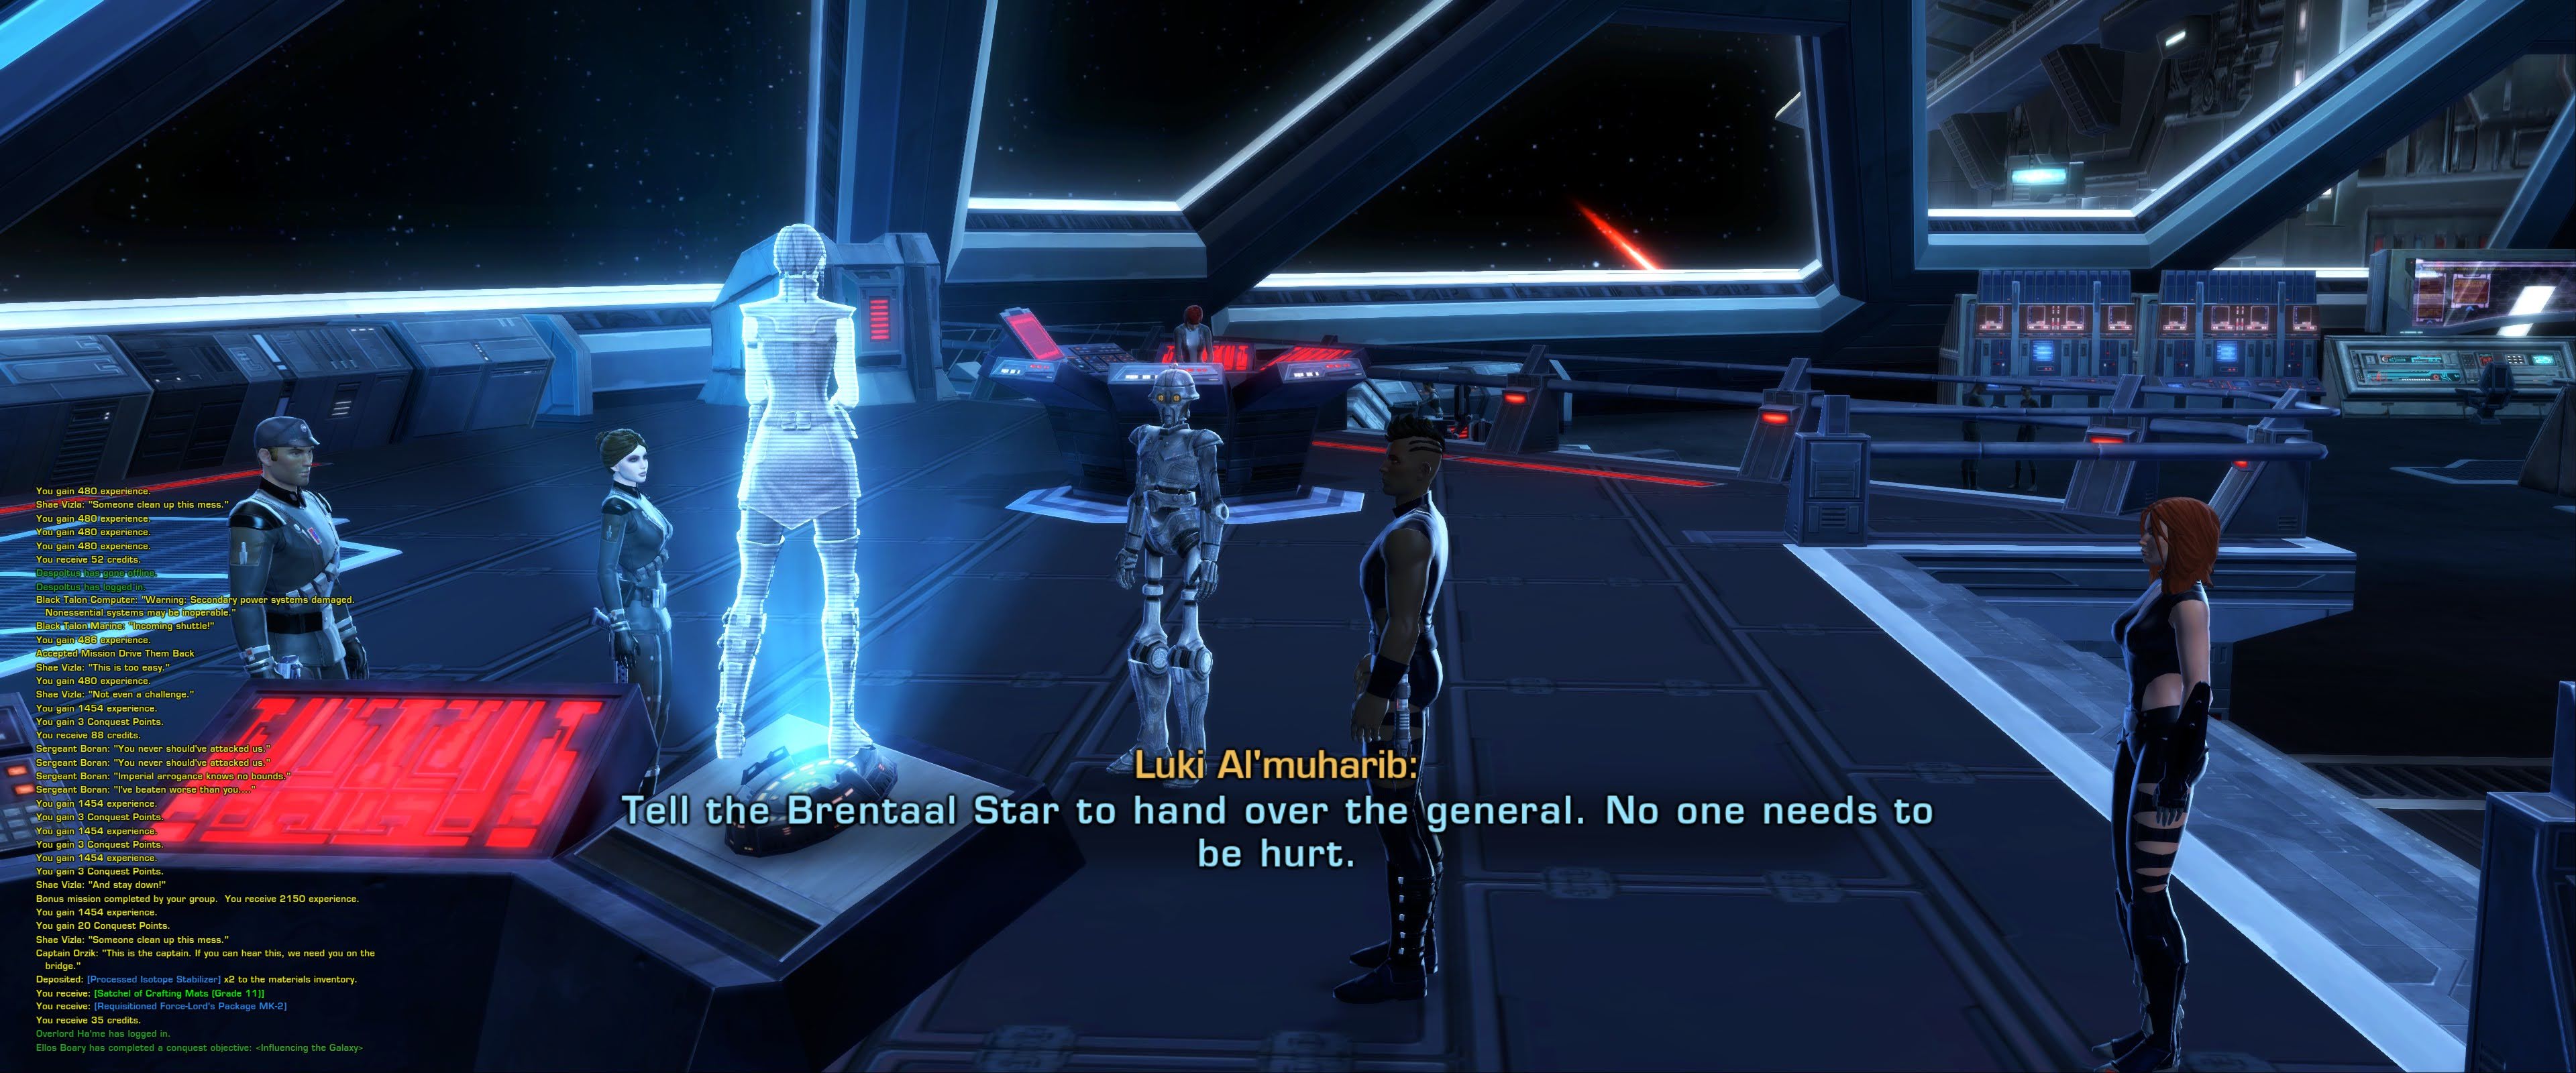 You gain 480 experience.
Shae Vizla: "Someone clean up this mess."
You gain 480 experience.
You gain 480 experience.
You gain 480 experience.
You receive 52 credits.
Despoltus has gone offline.
Despoltus has logged in.
Black Talon Computer: "Warning: Secondary power systems damaged.
Nonessential systems may be inoperable."
Black Talon Marine: "Incoming shuttle!"
You gain 486 experience.
Accepted Mission Drive Them Back
Shae Vizla: "This is too easy."
You gain 480 experience.
Shae Vizla: "Not even a challenge."
You gain 1454 experience.
You gain 3 Conquest Points.
You receive 88 credits.
Sergeant Boran: "You never should've attacked us."
Sergeant Boran: "You never should've attacked us."
Sergeant Boran: "Imperial arrogance knows no bounds."
Sergeant Boran: "I've beaten worse than you...."
You gain 1454 experience.
You gain 3 Conquest Points.
You gain 1454 experience.
You gain 3 Conquest Points.
You gain 1454 experience.
You gain 3 Conquest Points.
Shae Vizla: "And stay down!"
Bonus mission completed by your group.  You receive 2150 experience.
You gain 1454 experience.
You gain 20 Conquest Points.
Shae Vizla: "Someone clean up this mess."
Captain Orzik: "This is the captain. If you can hear this, we need you on the
bridge."
Deposited: [Processed Isotope Stabilizer] x2 to the materials inventory.
You receive: [Satchel of Crafting Mats (Grade 11)]
You receive: [Requisitioned Force-Lord's Package MK-2]
You receive 35 credits.
Overlord Ha'me has logged in.
Ellos Boary has completed a conquest objective: <Influencing the Galaxy>
Luki Al'muharib:
Tell the Brentaal Star to hand over the general. No one needs to
be hurt.